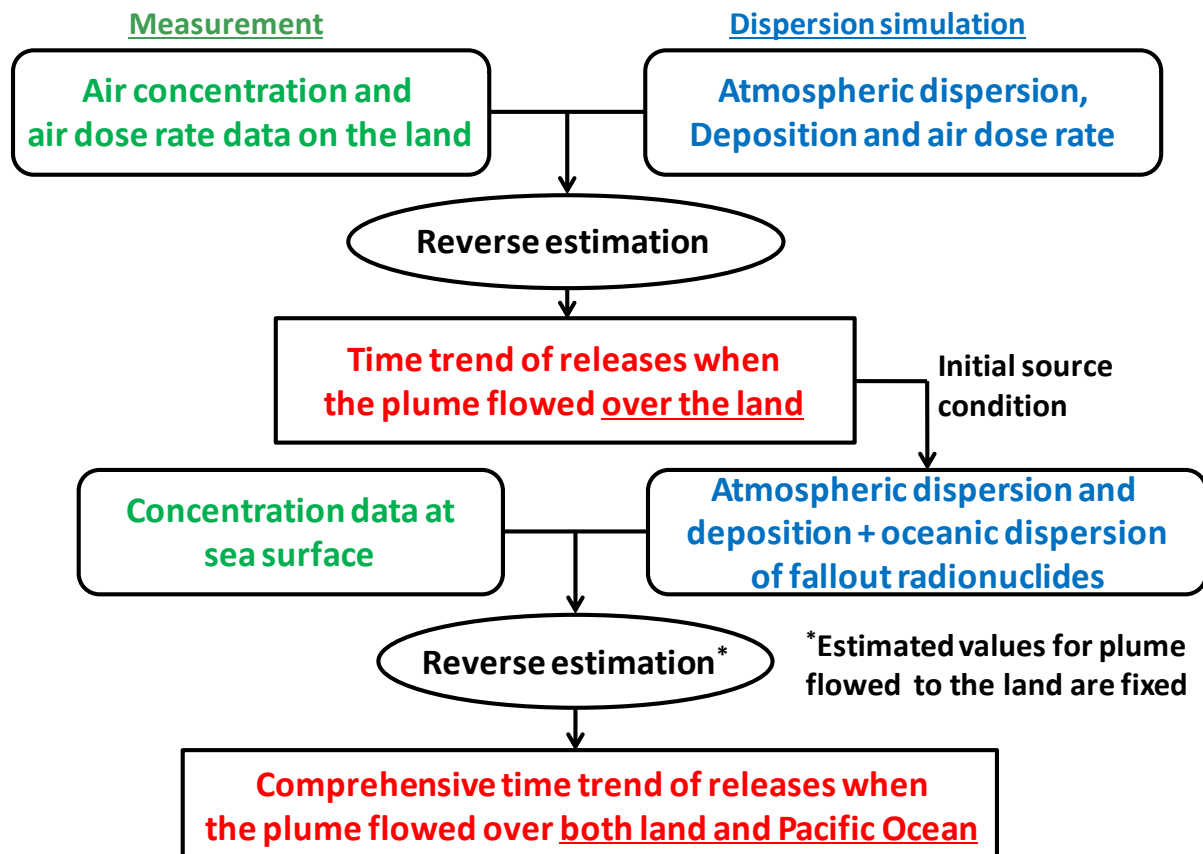 Measurement
Dispersion simulation
Air concentration and
air dose rate data on the land
Atmospheric dispersion,
Deposition and air dose rate
Reverse estimation
Time trend of releases when
the plume flowed over the land
Initial source
condition
Concentration data at
sea surface
Atmospheric dispersion and
deposition + oceanic dispersion
of fallout radionuclides
Reverse estimation*
*Estimated values for plume
flowed to the land are fixed
Comprehensive time trend of releases when
the plume flowed over both land and Pacific Ocean